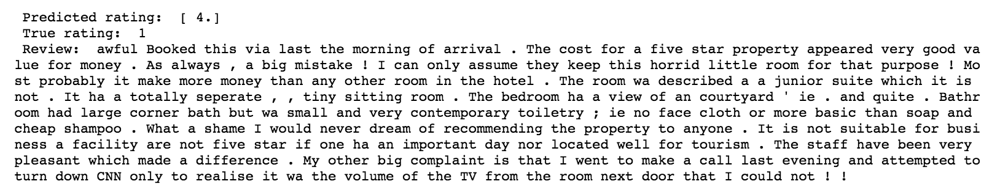 Predicted rating:  [ 4.]
True rating:  1
Review:  awful Booked this via last the morning of arrival . The cost for a five star property appeared very good va
lue for money . As always , a big mistake ! I can only assume they keep this horrid little room for that purpose ! Mo
st probably it make more money than any other room in the hotel . The room wa described a a junior suite which it is
not . It ha a totally seperate , , tiny sitting room . The bedroom ha a view of an courtyard ' ie . and quite . Bathr
oom had large corner bath but wa small and very contemporary toiletry ; ie no face cloth or more basic than soap and
cheap shampoo . What a shame I would never dream of recommending the property to anyone . It is not suitable for busi
ness a facility are not five star if one ha an important day nor located well for tourism . The staff have been very
pleasant which made a difference . My other big complaint is that I went to make a call last evening and attempted to
turn down CNN only to realise it wa the volume of the TV from the room next door that I could not ! !